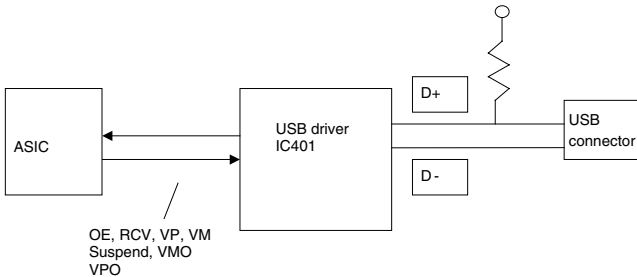 D+
USB driver
IC401
USB
connector
ASIC
D -
OE, RCV, VP, VM
Suspend, VMO
VPO